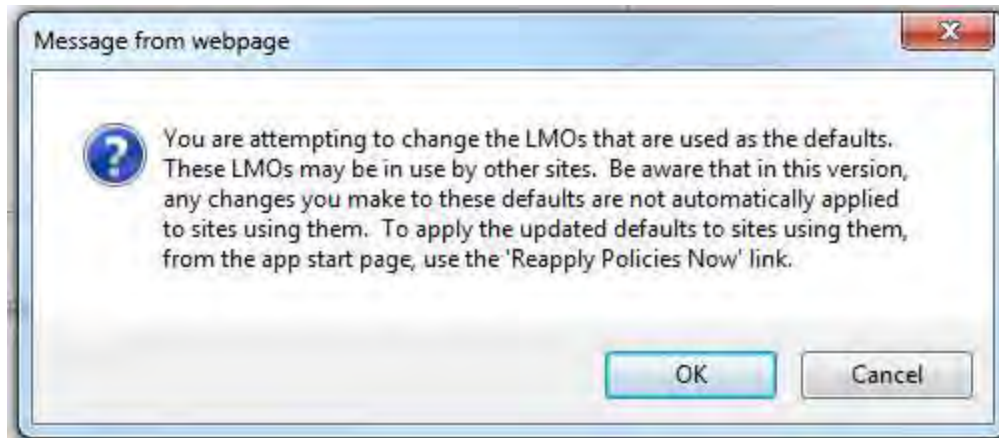 Message from webpage
You are attempting to change the LMOs that are used as the defaults.
These LMOs may be in use by other sites.  Be aware that in this version,
any changes you make to these defaults are not automatically applied
to sites using them.  To apply the updated defaults to sites using them,
from the app start page, use the 'Reapply Policies Now' link.
OK
Cancel